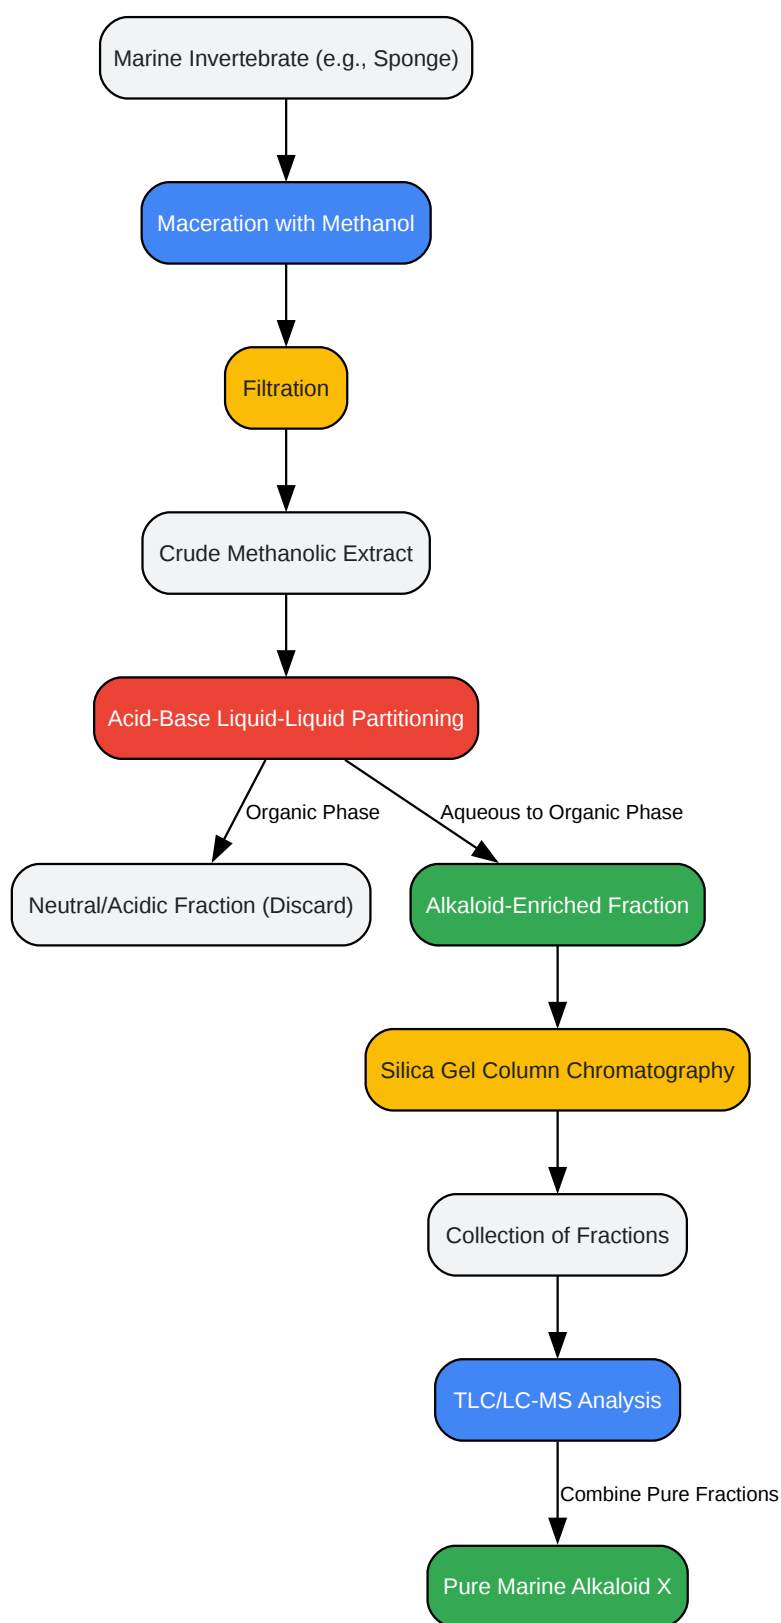 Marine Invertebrate (e.g., Sponge)
Maceration with Methanol
Filtration
Crude Methanolic Extract
Acid-Base Liquid-Liquid Partitioning
Organic Phase
Aqueous to Organic Phase
Neutral/Acidic Fraction (Discard)
Alkaloid-Enriched Fraction
Silica Gel Column Chromatography
Collection of Fractions
TLC/LC-MS Analysis
Combine Pure Fractions
Pure Marine Alkaloid X